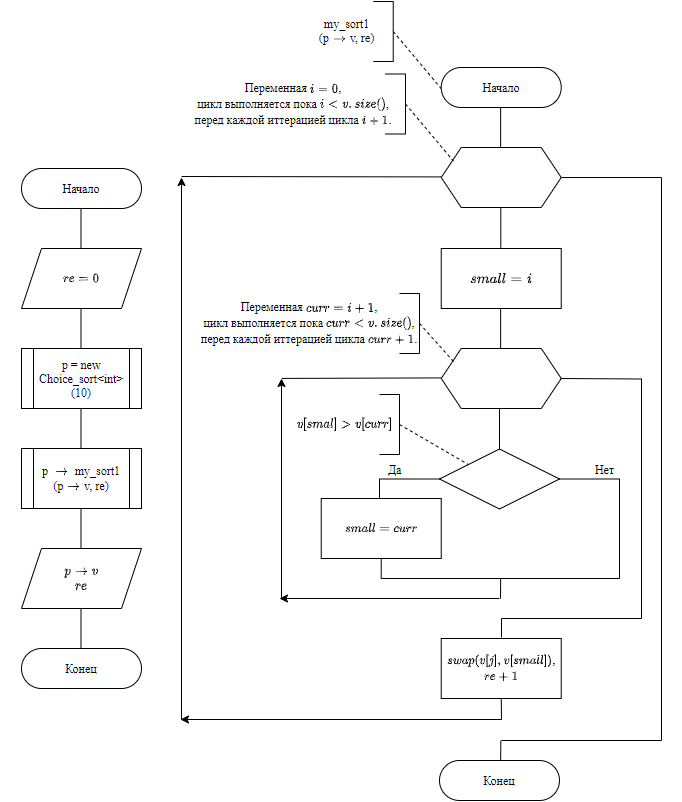 Начало
re = 0
p = new
Choice_sort<int>
(10)
p → my_sort1
(p → v, re)
p → v
re
Конец
my_sort1
(p → v, re)
Начало
Переменная i = 0,
цикл выполняется пока i < v. size(),
перед каждой иттерацией цикла i + 1.
small = i
Переменная curr = i + 1,
цикл выполняется пока curr < v. size(),
перед каждой иттерацией цикла curr + 1.
v[smal] > v[curr]
Да
Нет
small = curr
swap(v[j], v[small]),
re + 1
Конец